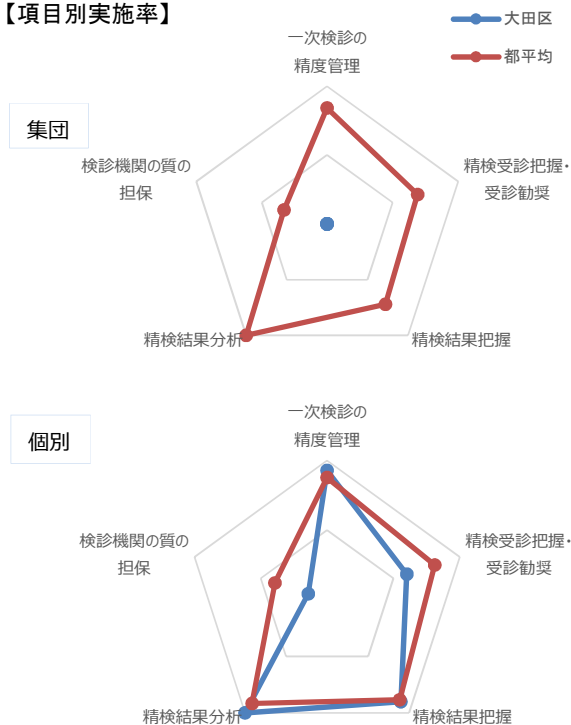 【項目別実施率】
大田区
都平均
集団
一次検診の
精度管理
精検受診把握・
受診勧奨
精検結果把握
精検結果分析
検診機関の質の
担保
個別
一次検診の
精度管理
精検受診把握・
受診勧奨
精検結果把握
精検結果分析
検診機関の質の
担保